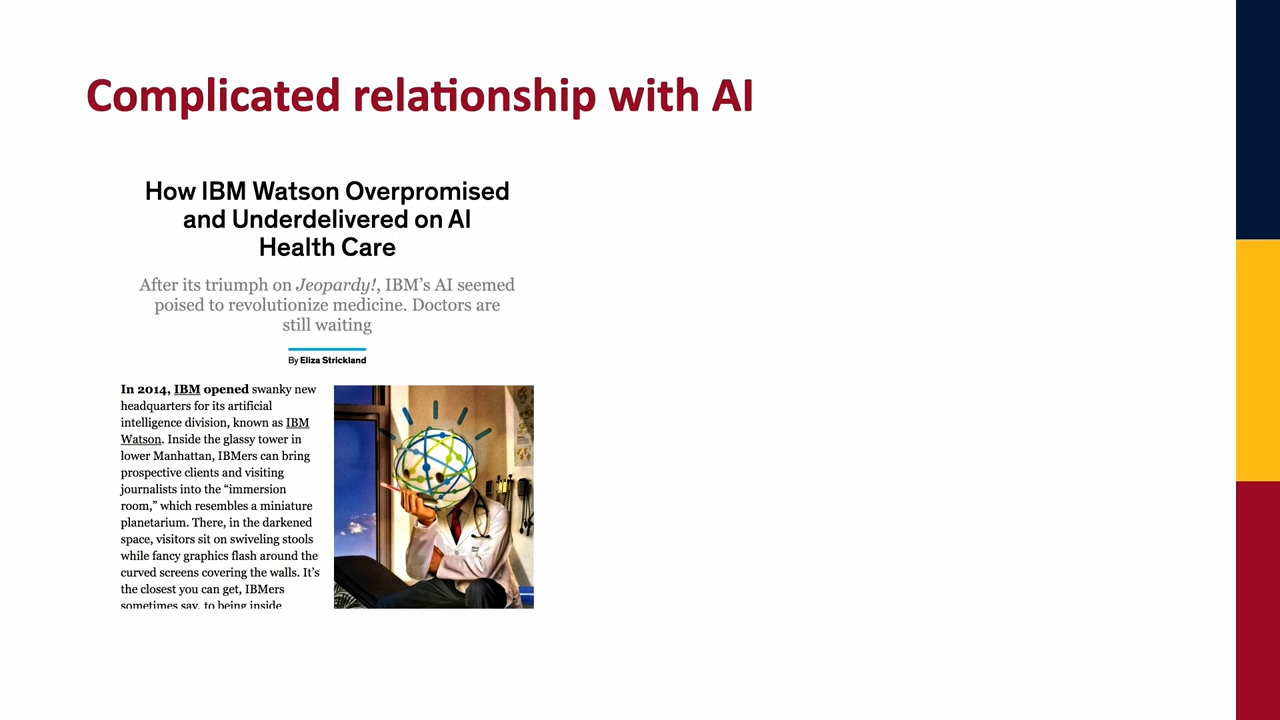 Complicated relationship with AI
How IBM Watson Overpromised
and Underdelivered on AI
Health Care
After its triumph on Jeopardy!, IBM’s AI seemed
poised to revolutionize medicine. Doctors are
still waiting
By Eliza Strickland
In 2014, IBM opened swanky new
headquarters for its artificial
intelligence division, known as IBM
Watson. Inside the glassy tower in
lower Manhattan, IBMers can bring
prospective clients and visiting
journalists into the “immersion
room,” which resembles a miniature
planetarium. There, in the darkened
space, visitors sit on swiveling stools
while fancy graphics flash around the
curved screens covering the walls. It’s
the closest you can get, IBMers
sometimes say, to being inside